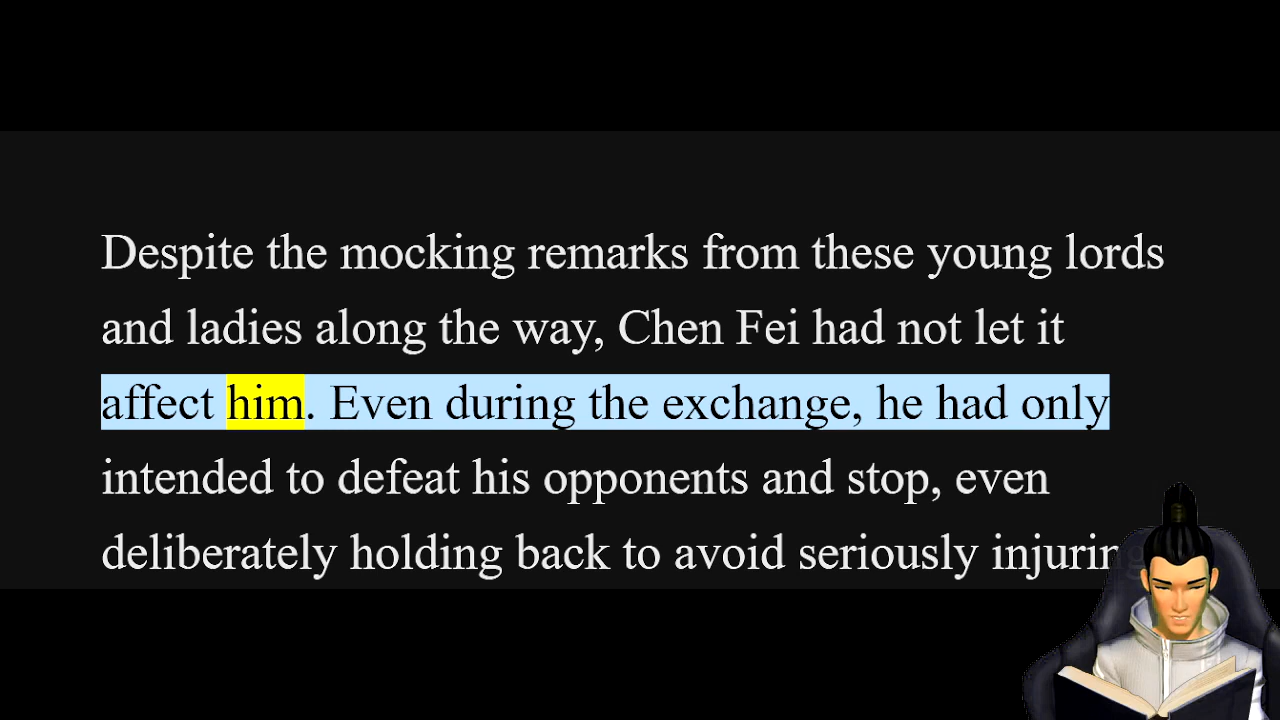 Despite the mocking remarks from these young lords
and ladies along the way, Chen Fei had not let it
affect him. Even during the exchange, he had only
intended to defeat his opponents and stop, even
deliberately holding back to avoid seriously injuring